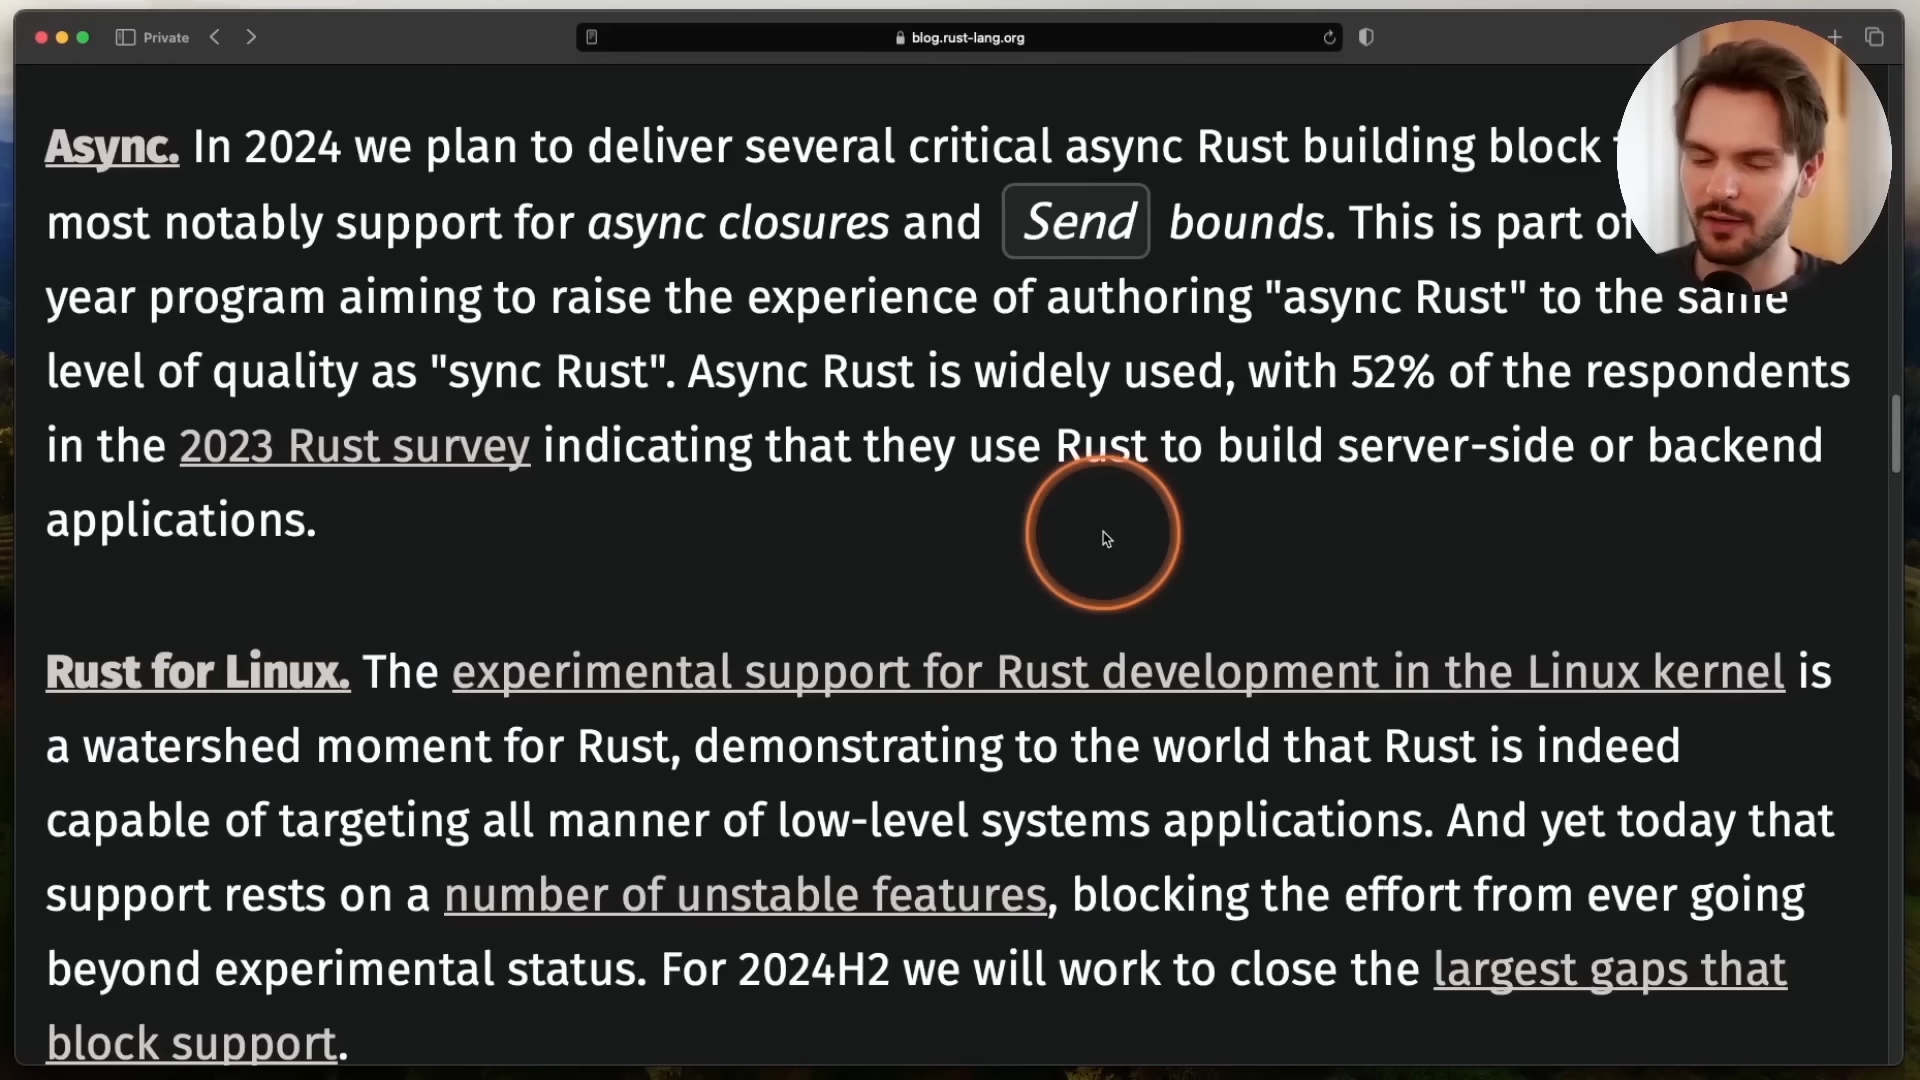 Private
blog.rust-lang.org
Async. In 2024 we plan to deliver several critical async Rust building block
most notably support for async closures and Send bounds. This is part of
year program aiming to raise the experience of authoring "async Rust" to the same
level of quality as "sync Rust". Async Rust is widely used, with 52% of the respondents
in the 2023 Rust survey indicating that they use Rust to build server-side or backend
applications.
Rust for Linux. The experimental support for Rust development in the Linux kernel is
a watershed moment for Rust, demonstrating to the world that Rust is indeed
capable of targeting all manner of low-level systems applications. And yet today that
support rests on a number of unstable features, blocking the effort from ever going
beyond experimental status. For 2024H2 we will work to close the largest gaps that
block support.